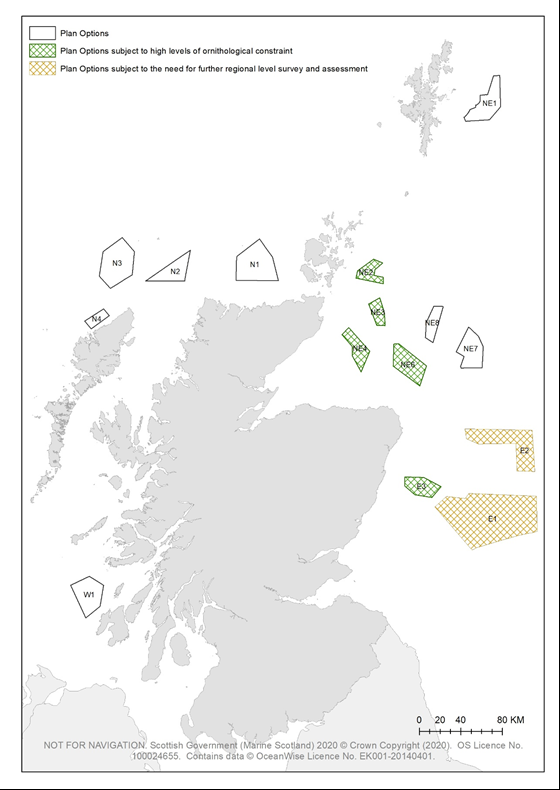 Plan Options
Plan Options subject to high levels of ornithological constraint
Plan Options subject to the need for further regional level survey and assessment
NE1
N3
N2
N1
NE2
N4
NE3
NE8
NE4
NE7
NE6
E2
E3
E1
W1
0 20 40 80 KM
NOT FOR NAVIGATION. Scottish Government (Marine Scotland) 2020 © Crown Copyright (2020). OS Licence No.
100024655. Contains data © OceanWise Licence No. EK001-20140401.